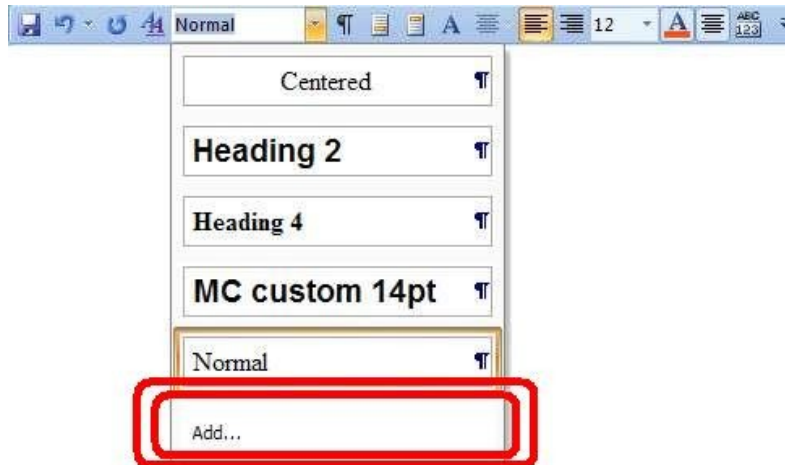 Normal ¶ A 12 A ABC 123
Centered ¶
Heading 2 ¶
Heading 4 ¶
MC custom 14pt ¶
Normal ¶
Add...